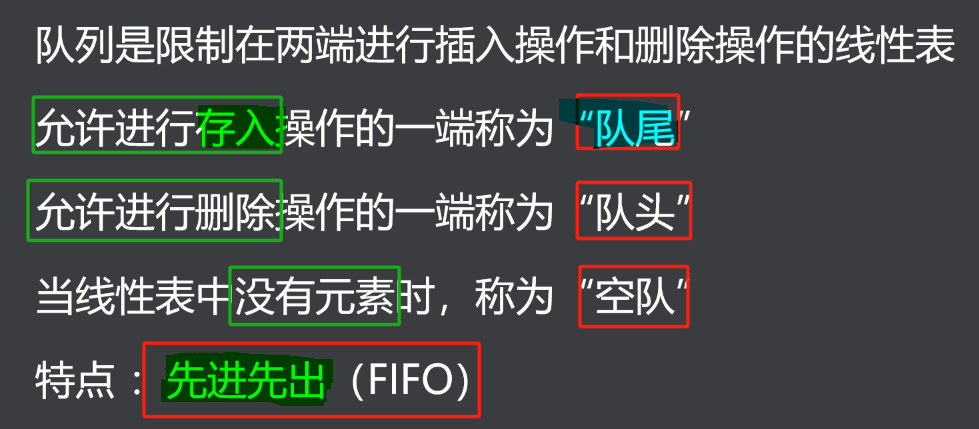 队列是限制在两端进行插入操作和删除操作的线性表
允许进行存入操作的一端称为“队尾”
允许进行删除操作的一端称为“队头”
当线性表中没有元素时，称为“空队”
特点：先进先出（FIFO）